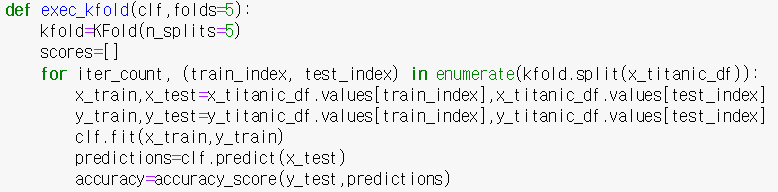 def exec_kfold(clf,folds=5):
    kfold=KFold(n_splits=5)
    scores=[]
    for iter_count, (train_index, test_index) in enumerate(kfold.split(x_titanic_df)):
        x_train,x_test=x_titanic_df.values[train_index],x_titanic_df.values[test_index]
        y_train,y_test=y_titanic_df.values[train_index],y_titanic_df.values[test_index]
        clf.fit(x_train,y_train)
        predictions=clf.predict(x_test)
        accuracy=accuracy_score(y_test,predictions)